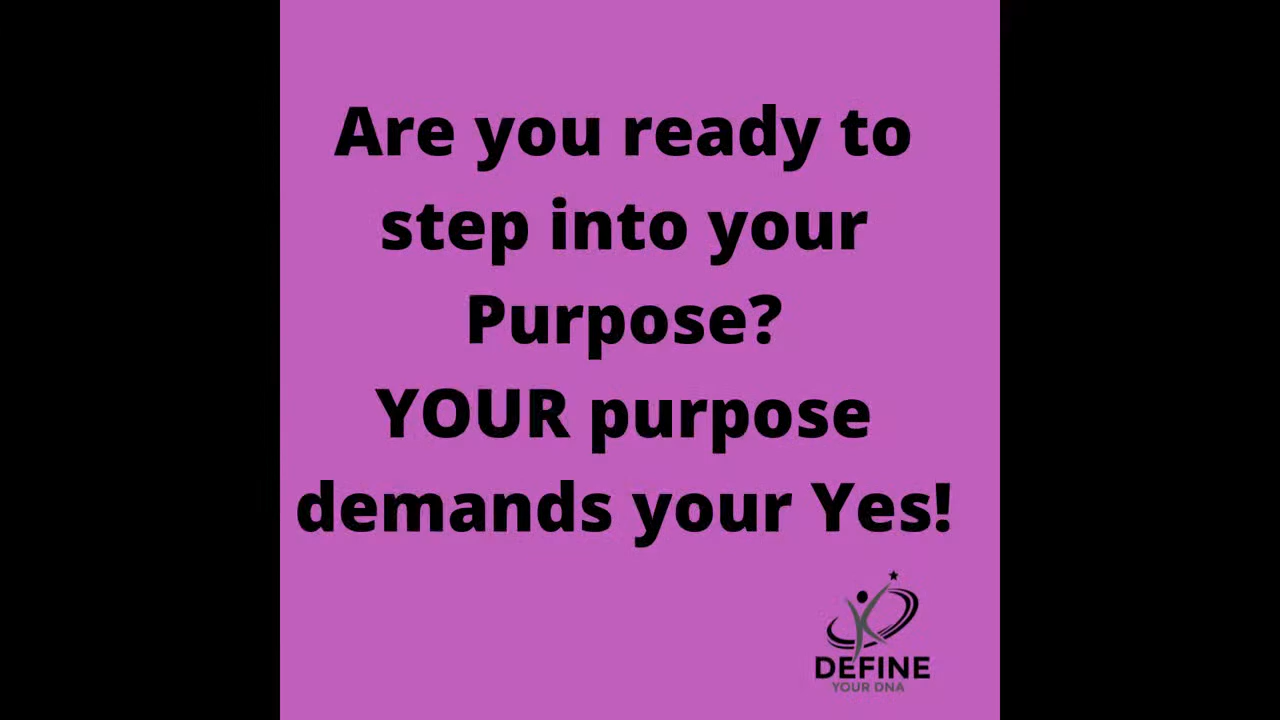 Are you ready to
step into your
Purpose?
YOUR purpose
demands your Yes!
DEFINE
YOUR DNA